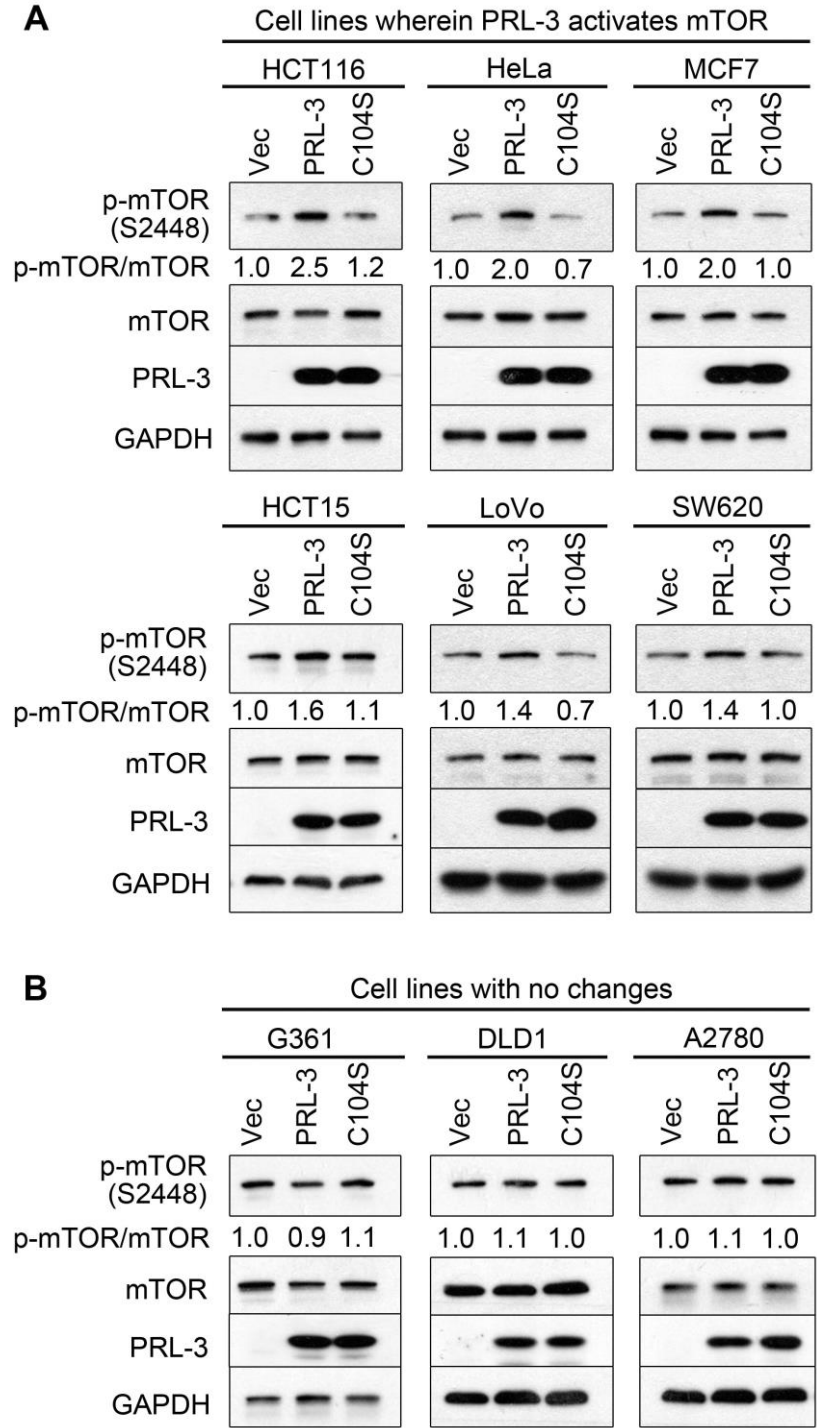 A
Cell lines wherein PRL-3 activates mTOR
HCT116 HeLa MCF7
Vec PRL-3 C104S Vec PRL-3 C104S Vec PRL-3 C104S
p-mTOR
(S2448)
p-mTOR/mTOR 1.0 2.5 1.2 1.0 2.0 0.7 1.0 2.0 1.0
mTOR
PRL-3
GAPDH
HCT15 LoVo SW620
Vec PRL-3 C104S Vec PRL-3 C104S Vec PRL-3 C104S
p-mTOR
(S2448)
p-mTOR/mTOR 1.0 1.6 1.1 1.0 1.4 0.7 1.0 1.4 1.0
mTOR
PRL-3
GAPDH
B
Cell lines with no changes
G361 DLD1 A2780
Vec PRL-3 C104S Vec PRL-3 C104S Vec PRL-3 C104S
p-mTOR
(S2448)
p-mTOR/mTOR 1.0 0.9 1.1 1.0 1.1 1.0 1.0 1.1 1.0
mTOR
PRL-3
GAPDH